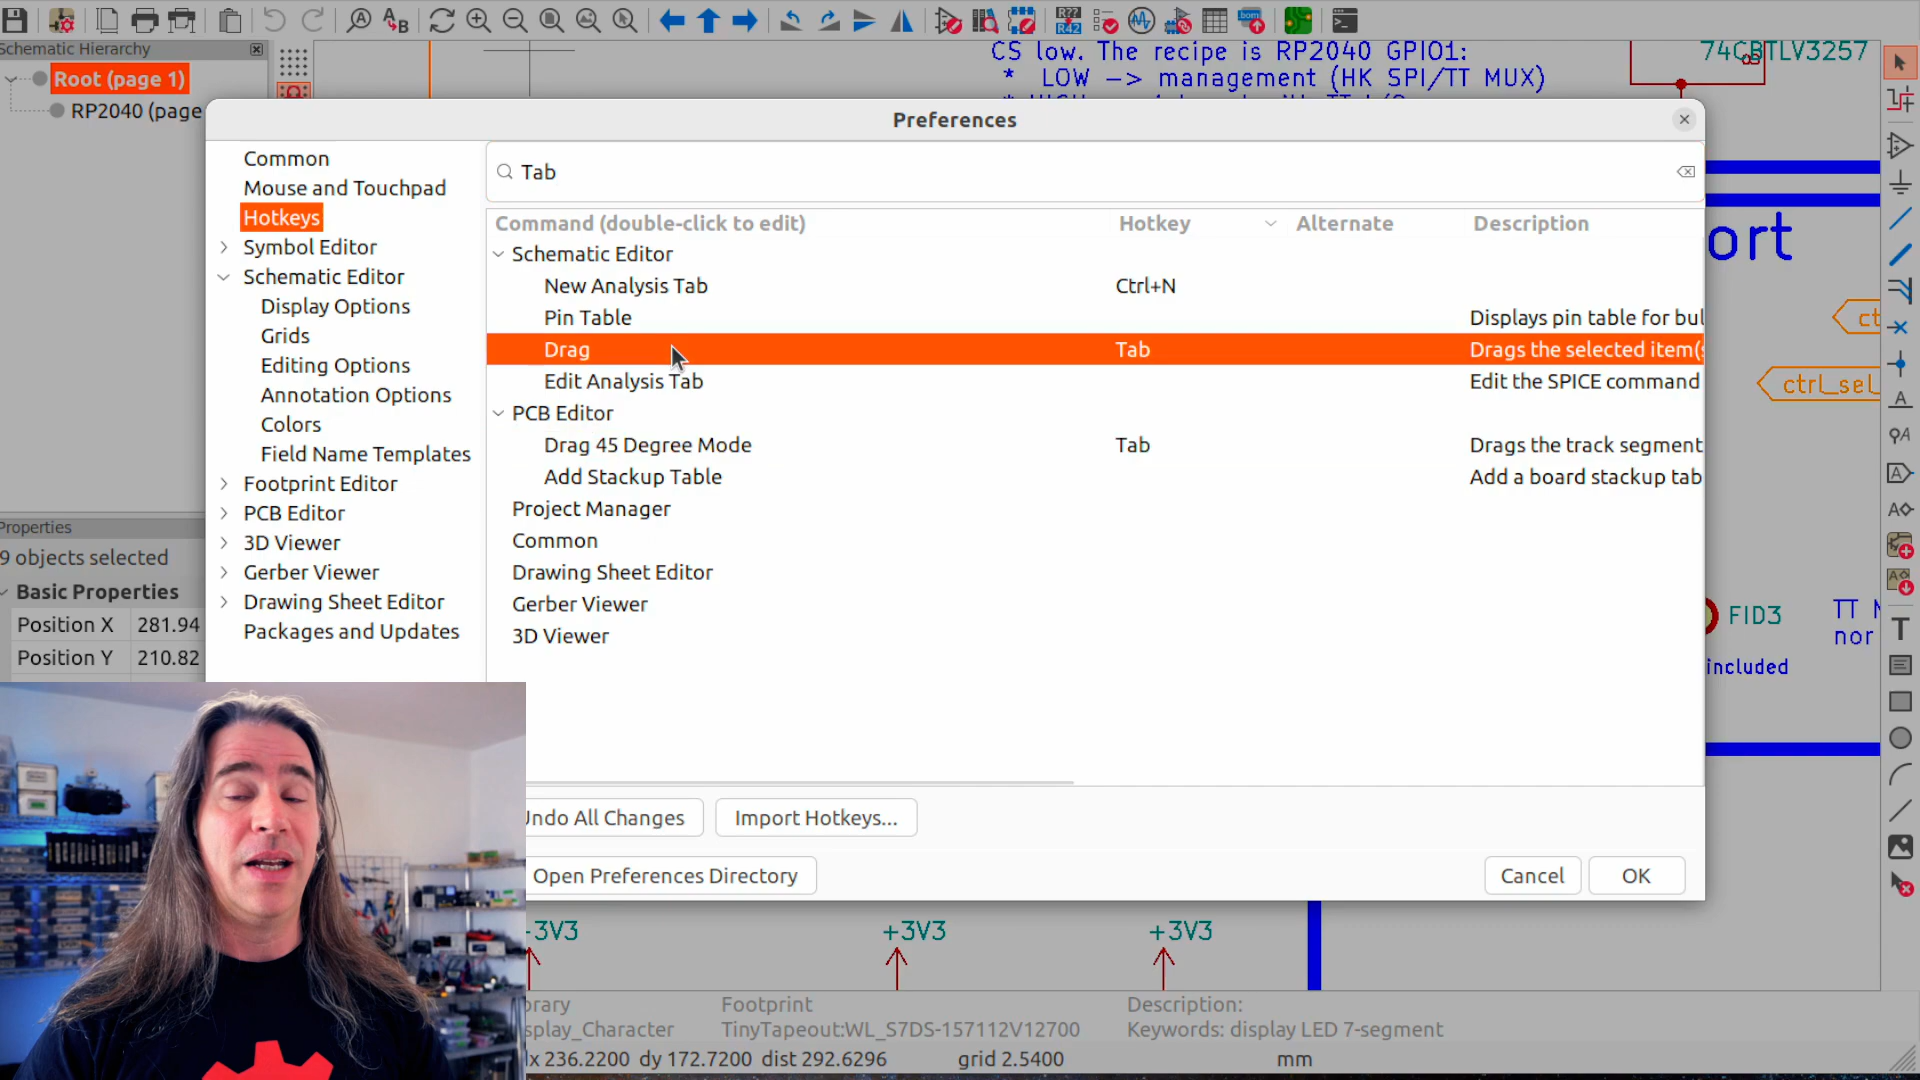 Schematic Hierarchy
Root (page 1)
RP2040 (page
CS low. The recipe is RP2040 GPIO1:
* LOW -> management (HK SPI/TT MUX)
74CBTLV3257
Preferences
Common
Mouse and Touchpad
Hotkeys
Symbol Editor
Schematic Editor
Display Options
Grids
Editing Options
Annotation Options
Colors
Field Name Templates
Footprint Editor
PCB Editor
3D Viewer
Gerber Viewer
Drawing Sheet Editor
Packages and Updates
Tab
Command (double-click to edit) Hotkey Alternate Description
Schematic Editor
New Analysis Tab Ctrl+N
Pin Table Displays pin table for bul
Drag Tab Drags the selected item(s
Edit Analysis Tab Edit the SPICE command
PCB Editor
Drag 45 Degree Mode Tab Drags the track segment
Add Stackup Table Add a board stackup tab
Project Manager
Common
Drawing Sheet Editor
Gerber Viewer
3D Viewer
Undo All Changes Import Hotkeys...
Open Preferences Directory Cancel OK
ort
ct
ctrl_sel_
FID3
TT
nor
included
Properties
9 objects selected
Basic Properties
Position X 281.94
Position Y 210.82
+3V3 +3V3 +3V3
brary Footprint Description:
splay_Character TinyTapeout:WL_S7DS-157112V12700 Keywords: display LED 7-segment
dx 236.2200 dy 172.7200 dist 292.6296 grid 2.5400 mm